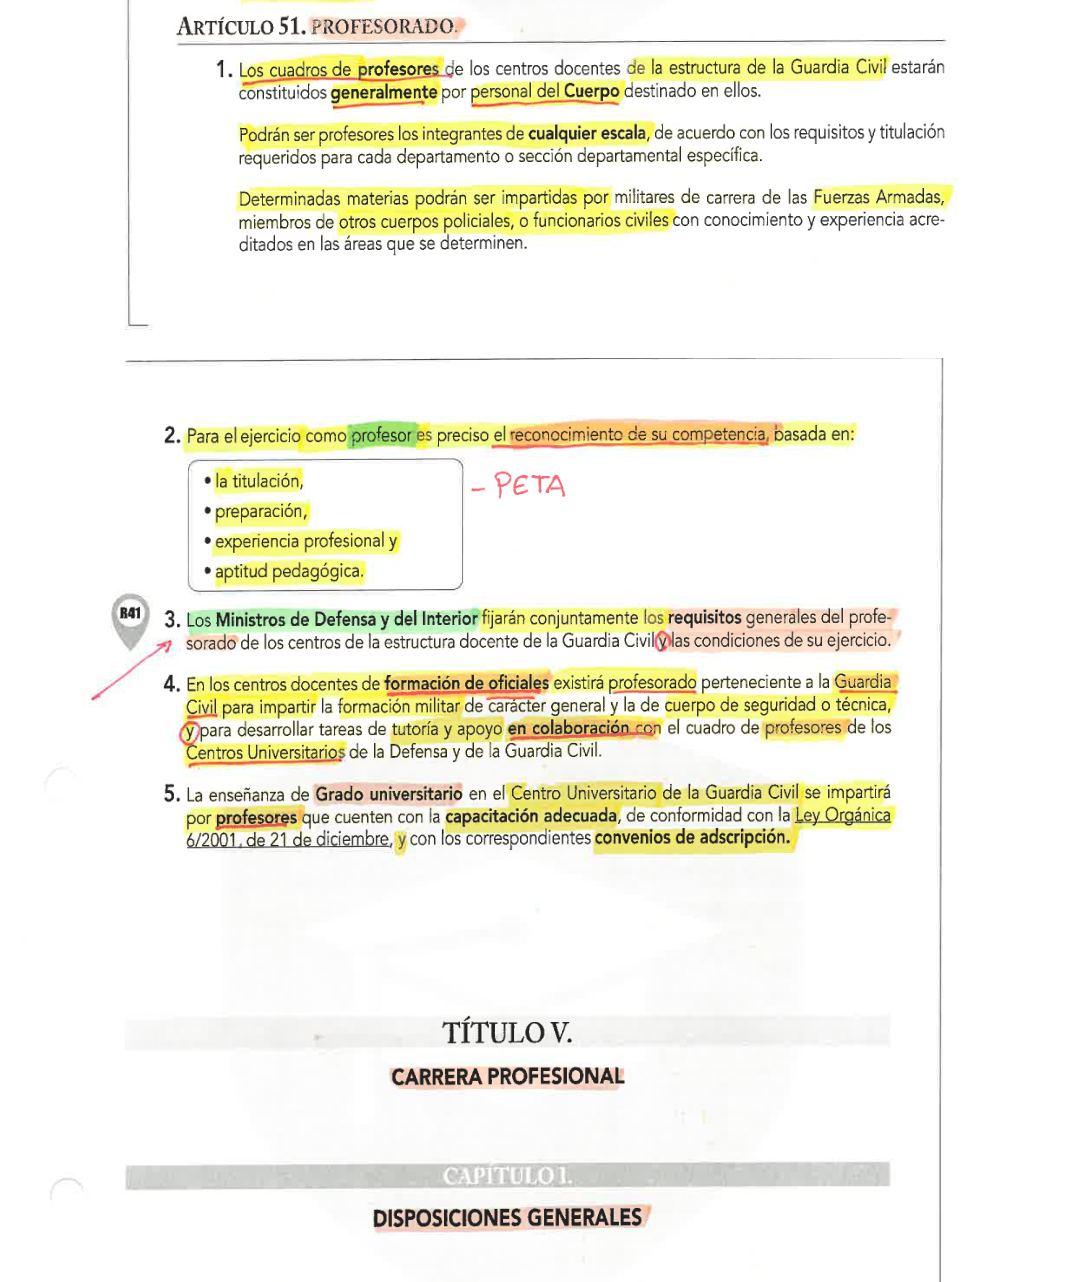 ARTÍCULO 51. PROFESORADO.
1. Los cuadros de profesores de los centros docentes de la estructura de la Guardia Civil estarán
constituidos generalmente por personal del Cuerpo destinado en ellos.
Podrán ser profesores los integrantes de cualquier escala, de acuerdo con los requisitos y titulación
requeridos para cada departamento o sección departamental específica.
Determinadas materias podrán ser impartidas por militares de carrera de las Fuerzas Armadas,
miembros de otros cuerpos policiales, o funcionarios civiles con conocimiento y experiencia acre-
ditados en las áreas que se determinen.
2. Para el ejercicio como profesor es preciso el reconocimiento de su competencia, basada en:
• la titulación,
- PETA
• preparación,
• experiencia profesional y
• aptitud pedagógica.
R41
3. Los Ministros de Defensa y del Interior fijarán conjuntamente los requisitos generales del profe-
sorado de los centros de la estructura docente de la Guardia Civil y las condiciones de su ejercicio.
4. En los centros docentes de formación de oficiales existirá profesorado perteneciente a la Guardia
Civil para impartir la formación militar de carácter general y la de cuerpo de seguridad o técnica,
y para desarrollar tareas de tutoría y apoyo en colaboración con el cuadro de profesores de los
Centros Universitarios de la Defensa y de la Guardia Civil.
5. La enseñanza de Grado universitario en el Centro Universitario de la Guardia Civil se impartirá
por profesores que cuenten con la capacitación adecuada, de conformidad con la Ley Orgánica
6/2001, de 21 de diciembre, y con los correspondientes convenios de adscripción.
TÍTULO V.
CARRERA PROFESIONAL
CAPÍTULO I.
DISPOSICIONES GENERALES